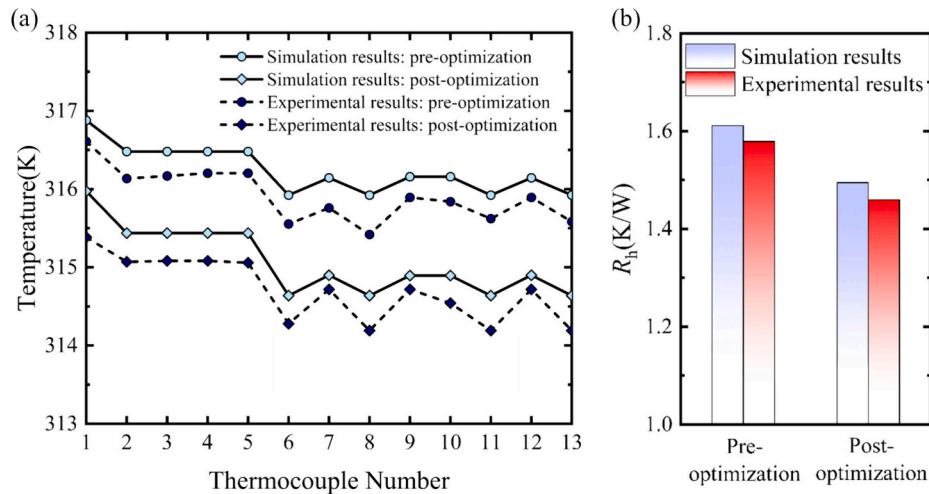 (a)
318
317
316
315
314
313
Temperature(K)
Simulation results: pre-optimization
Simulation results: post-optimization
Experimental results: pre-optimization
Experimental results: post-optimization
1 2 3 4 5 6 7 8 9 10 11 12 13
Thermocouple Number
(b)
1.8
1.6
1.4
1.2
1.0
Rh(K/W)
Simulation results
Experimental results
Pre-
optimization
Post-
optimization